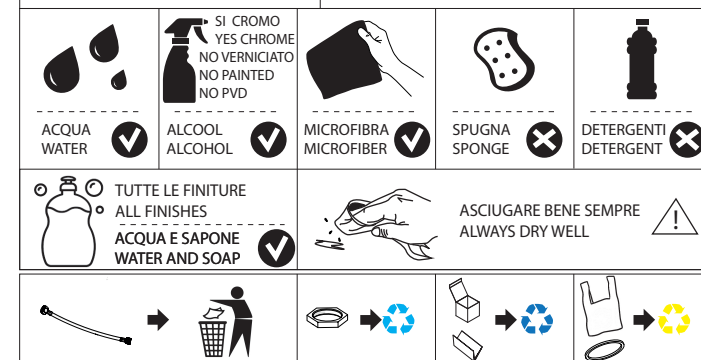 SI CROMO
YES CHROME
NO VERNICIATO
NO PAINTED
NO PVD
ACQUA
WATER
ALCOOL
ALCOHOL
MICROFIBRA
MICROFIBER
SPUGNA
SPONGE
DETERGENTI
DETERGENT
TUTTE LE FINITURE
ALL FINISHES
ACQUA E SAPONE
WATER AND SOAP
ASCIUGARE BENE SEMPRE
ALWAYS DRY WELL